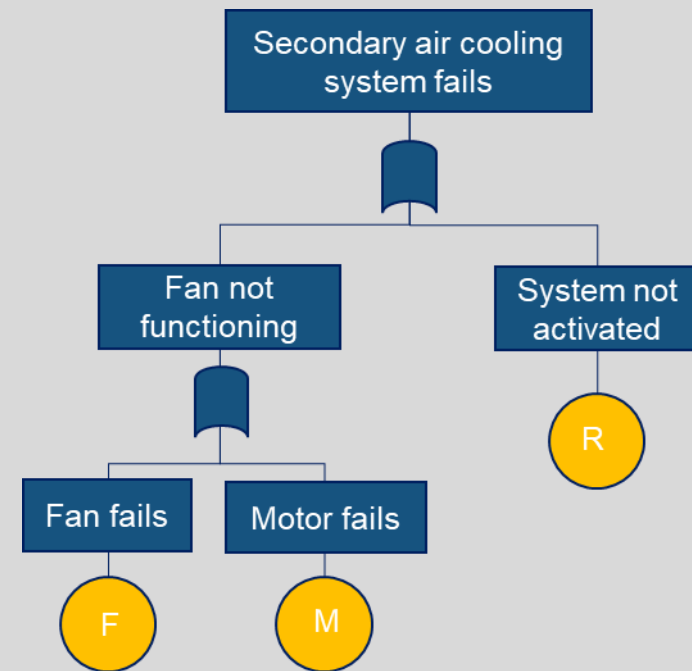 Secondary air cooling
system fails
Fan not
functioning
System not
activated
R
Fan fails
Motor fails
F
M